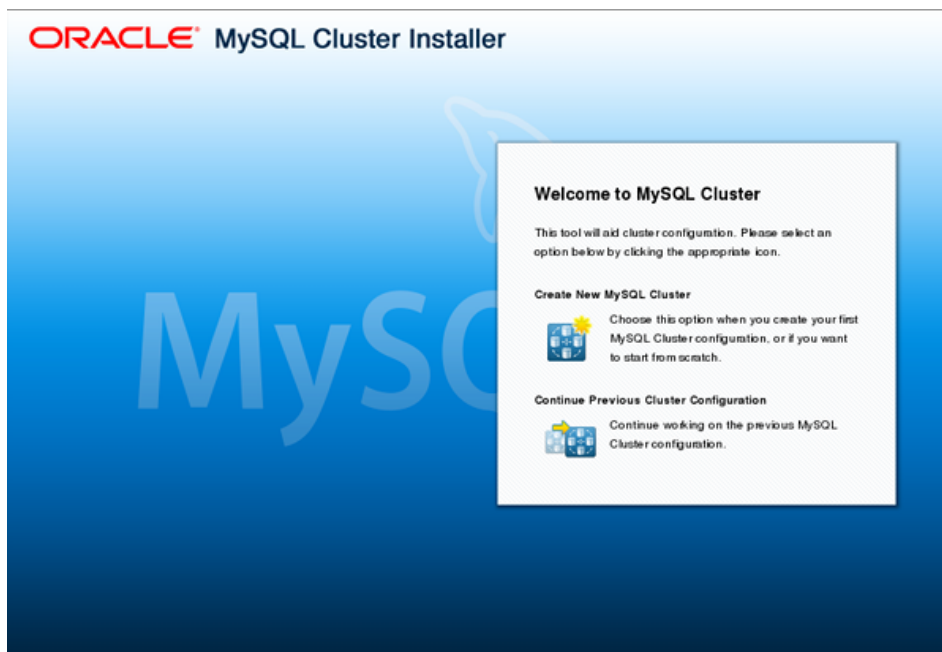 ORACLE® MySQL Cluster Installer
Welcome to MySQL Cluster
This tool will aid cluster configuration. Please select an
option below by clicking the appropriate icon.
Create New MySQL Cluster
Choose this option when you create your first
MySQL Cluster configuration, or if you want
to start from scratch.
Continue Previous Cluster Configuration
Continue working on the previous MySQL
Cluster configuration.
MySQ